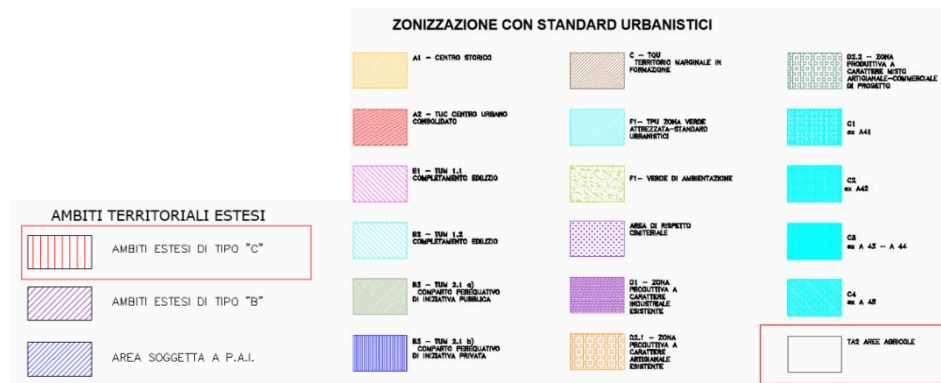 ZONIZZAZIONE CON STANDARD URBANISTICI
A1 - CENTRO STORICO
A2 - TUC CENTRO URBANO
CONSOLIDATO
B1 - TUM 1.1
COMPLETAMENTO EDILIZIO
B2 - TUM 1.2
COMPLETAMENTO EDILIZIO
B3 - TUM 2.1 a)
COMPARTO PEREQUATIVO
DI INIZIATIVA PUBBLICA
B3 - TUM 2.1 b)
COMPARTO PEREQUATIVO
DI INIZIATIVA PRIVATA
C - TQU
TERRITORIO MARGINALE IN
FORMAZIONE
F1- TPU ZONA VERDE
ATTREZZATA-STANDARD
URBANISTICI
F1- VERDE DI AMBIENTAZIONE
AREA DI RISPETTO
CIMITERIALE
D1 - ZONA
PRODUTTIVA A
CARATTERE
INDUSTRIALE
ESISTENTE
D2.1 - ZONA
PRODUTTIVA A
CARATTERE
ARTIGIANALE
ESISTENTE
D2.2 - ZONA
PRODUTTIVA A
CARATTERE MISTO
ARTIGIANALE-COMMERCIALE
DI PROGETTO
C1
ex A41
C2
ex A42
C3
ex A 43 - A 44
C4
ex A 45
TA2 AREE AGRICOLE
AMBITI TERRITORIALI ESTESI
AMBITI ESTESI DI TIPO "C"
AMBITI ESTESI DI TIPO "B"
AREA SOGGETTA A P.A.I.